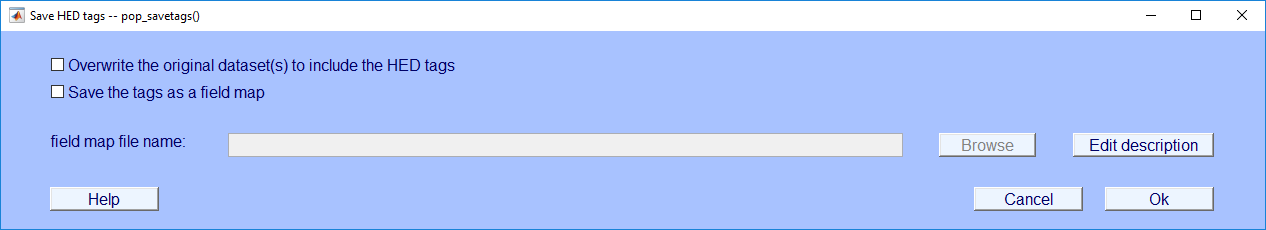 Save HED tags -- pop_savetags()
Overwrite the original dataset(s) to include the HED tags
Save the tags as a field map
field map file name: Browse Edit description
Help Cancel Ok